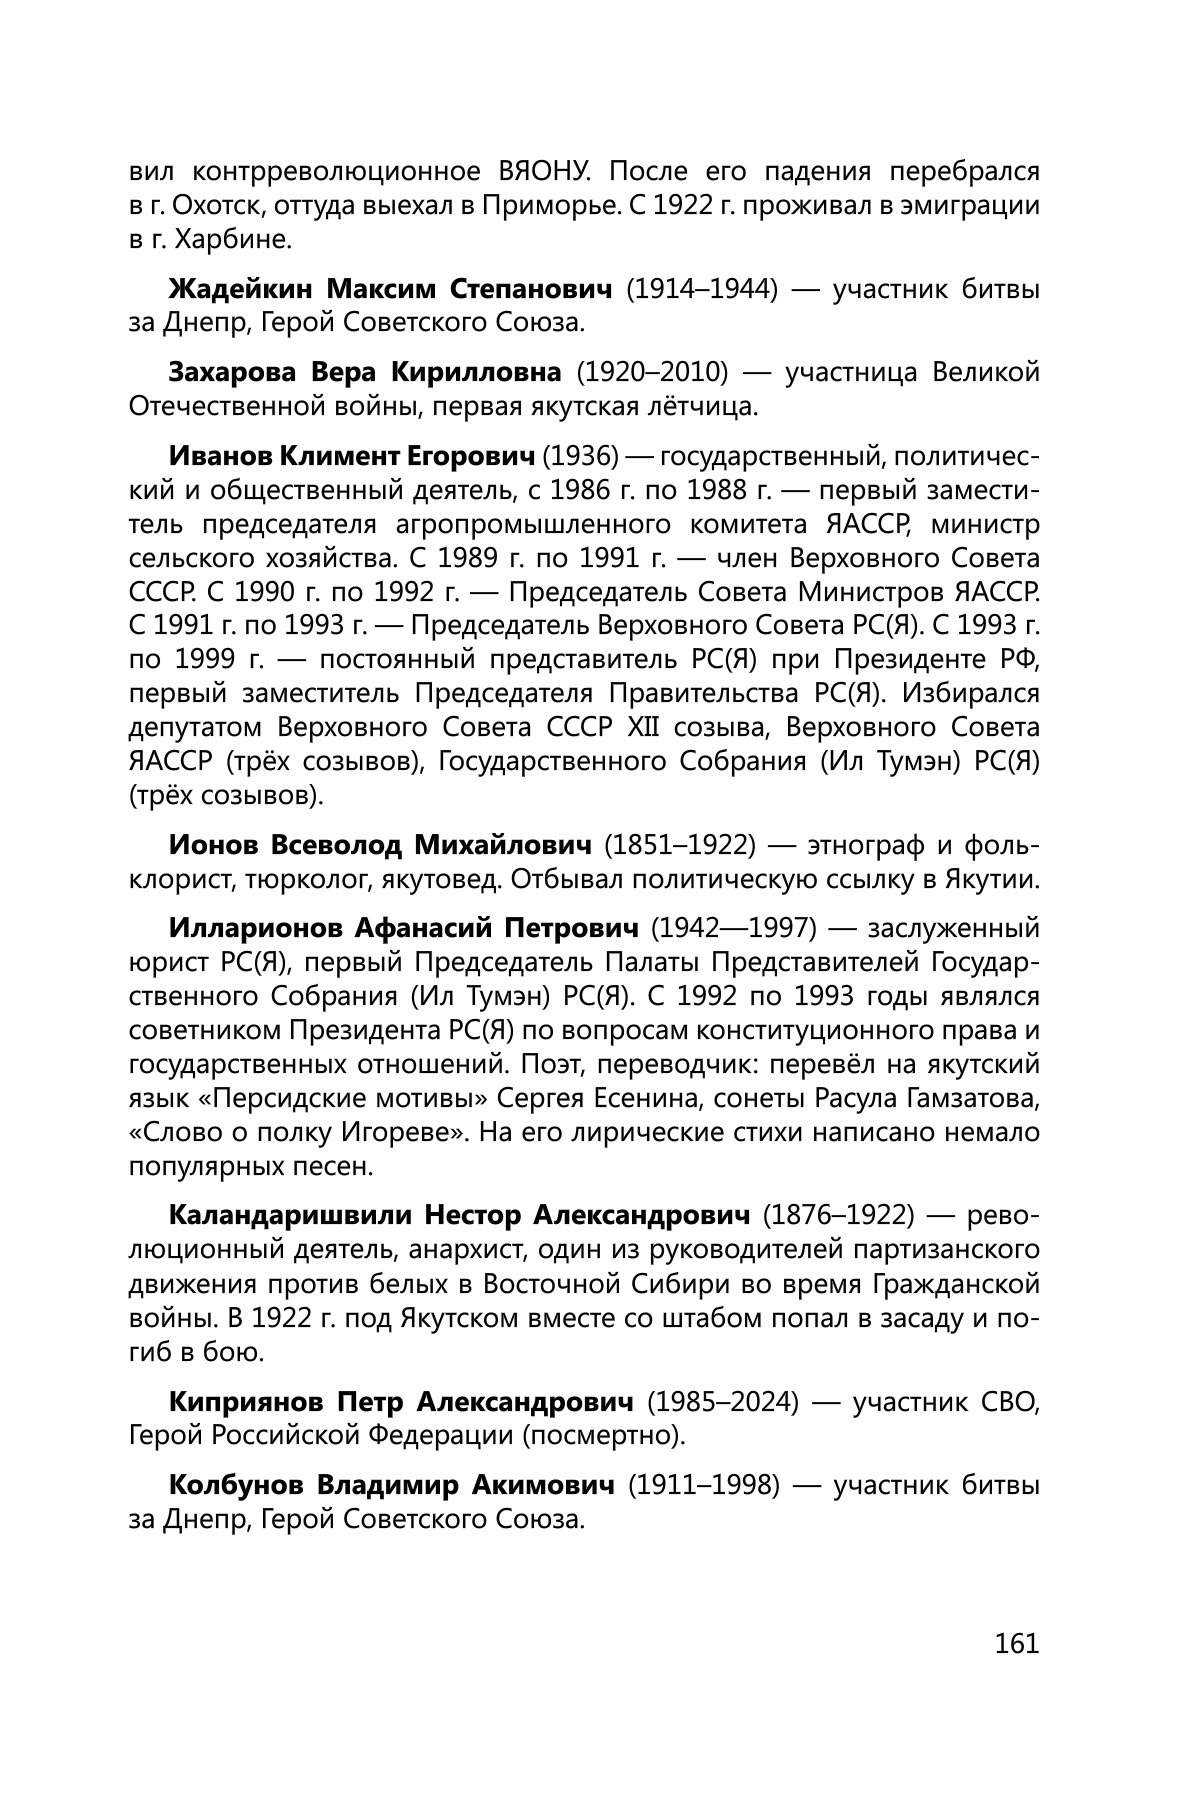 вил контрреволюционное ВЯОНУ. После его падения перебрался
в г. Охотск, оттуда выехал в Приморье. С 1922 г. проживал в эмиграции
в г. Харбине.
Жадейкин Максим Степанович (1914–1944) — участник битвы
за Днепр, Герой Советского Союза.
Захарова Вера Кирилловна (1920–2010) — участница Великой
Отечественной войны, первая якутская лётчица.
Иванов Климент Егорович (1936) — государственный, политичес-
кий и общественный деятель, с 1986 г. по 1988 г. — первый замести-
тель председателя агропромышленного комитета ЯАССР, министр
сельского хозяйства. С 1989 г. по 1991 г. — член Верховного Совета
СССР. С 1990 г. по 1992 г. — Председатель Совета Министров ЯАССР.
С 1991 г. по 1993 г. — Председатель Верховного Совета РС(Я). С 1993 г.
по 1999 г. — постоянный представитель РС(Я) при Президенте РФ,
первый заместитель Председателя Правительства РС(Я). Избирался
депутатом Верховного Совета СССР XII созыва, Верховного Совета
ЯАССР (трёх созывов), Государственного Собрания (Ил Тумэн) РС(Я)
(трёх созывов).
Ионов Всеволод Михайлович (1851–1922) — этнограф и фоль-
клорист, тюрколог, якутовед. Отбывал политическую ссылку в Якутии.
Илларионов Афанасий Петрович (1942—1997) — заслуженный
юрист РС(Я), первый Председатель Палаты Представителей Государ-
ственного Собрания (Ил Тумэн) РС(Я). С 1992 по 1993 годы являлся
советником Президента РС(Я) по вопросам конституционного права и
государственных отношений. Поэт, переводчик: перевёл на якутский
язык «Персидские мотивы» Сергея Есенина, сонеты Расула Гамзатова,
«Слово о полку Игореве». На его лирические стихи написано немало
популярных песен.
Каландаришвили Нестор Александрович (1876–1922) — рево-
люционный деятель, анархист, один из руководителей партизанского
движения против белых в Восточной Сибири во время Гражданской
войны. В 1922 г. под Якутском вместе со штабом попал в засаду и по-
гиб в бою.
Киприянов Петр Александрович (1985–2024) — участник СВО,
Герой Российской Федерации (посмертно).
Колбунов Владимир Акимович (1911–1998) — участник битвы
за Днепр, Герой Советского Союза.
161